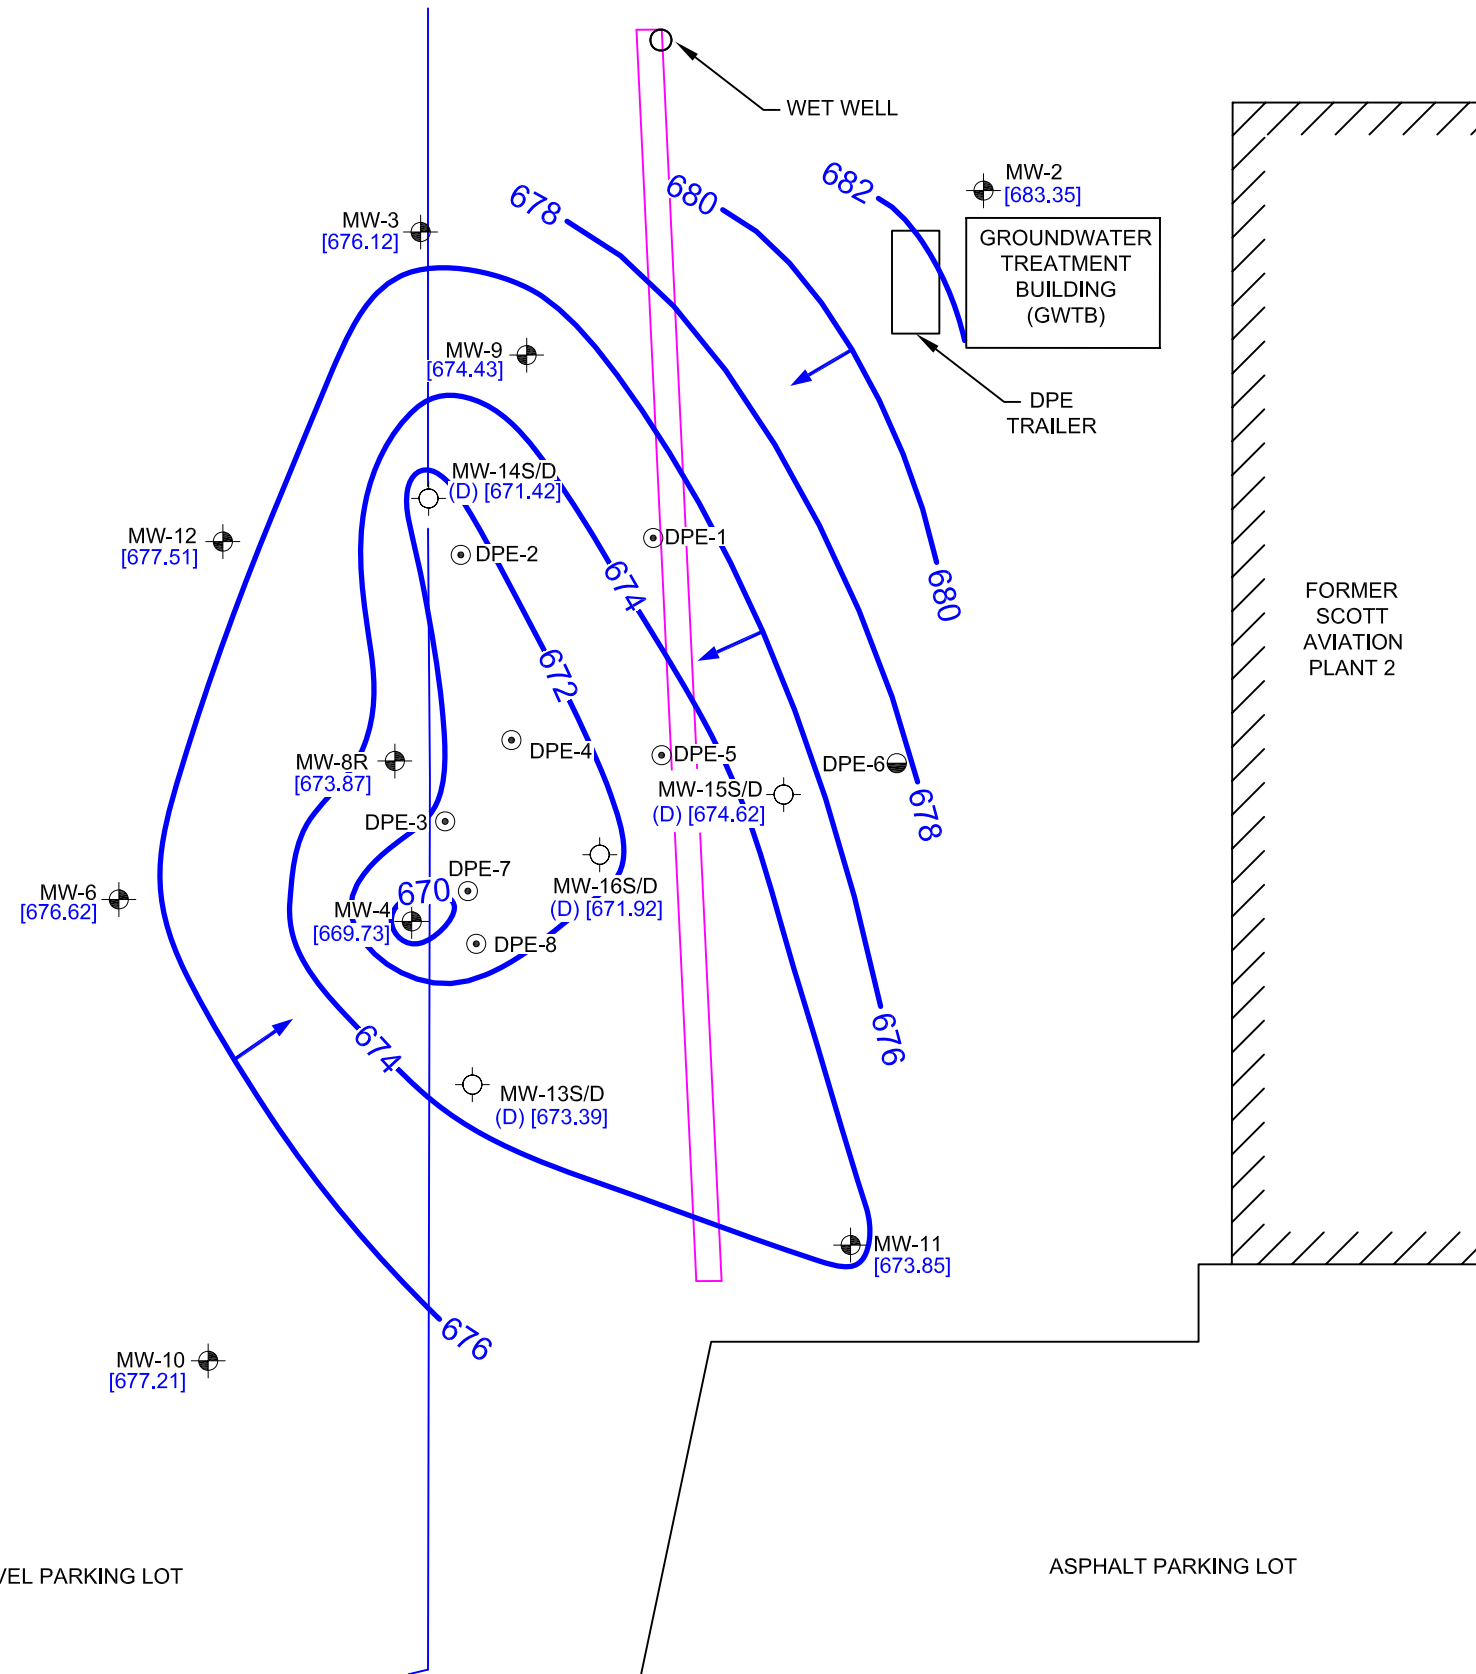 WET WELL
682
MW-2
[683.35]
680
678
MW-3
[676.12]
GROUNDWATER
TREATMENT
BUILDING
(GWTB)
MW-9
[674.43]
DPE
TRAILER
MW-14S/D
(D) [671.42]
MW-12
[677.51]
DPE-2
DPE-1
674
680
FORMER
SCOTT
AVIATION
PLANT 2
672
DPE-4
DPE-5
DPE-6
MW-8R
[673.87]
MW-15S/D
(D) [674.62]
678
DPE-3
DPE-7
670
MW-16S/D
(D) [671.92]
MW-6
[676.62]
MW-4
[669.73]
DPE-8
674
676
MW-13S/D
(D) [673.39]
MW-11
[673.85]
676
MW-10
[677.21]
VEL PARKING LOT
ASPHALT PARKING LOT